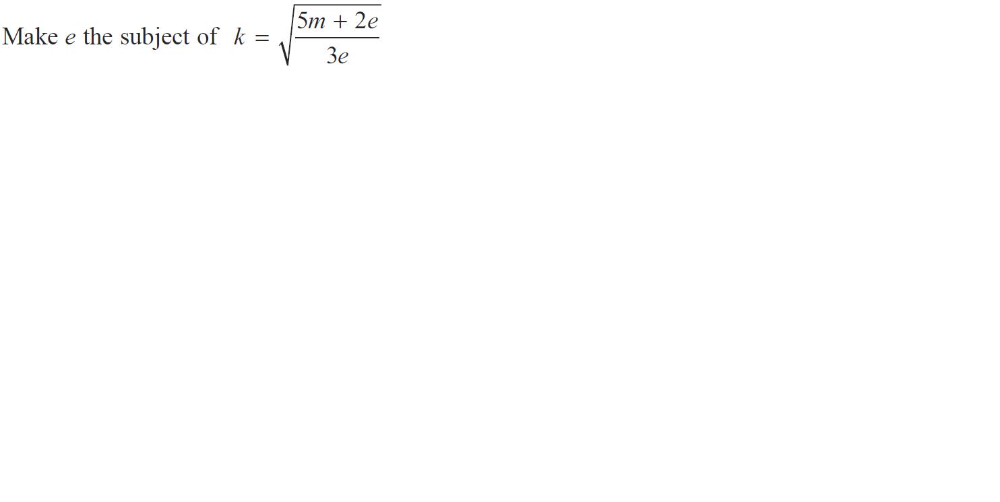 Make e the subject of k = √((5m + 2e)/(3e))